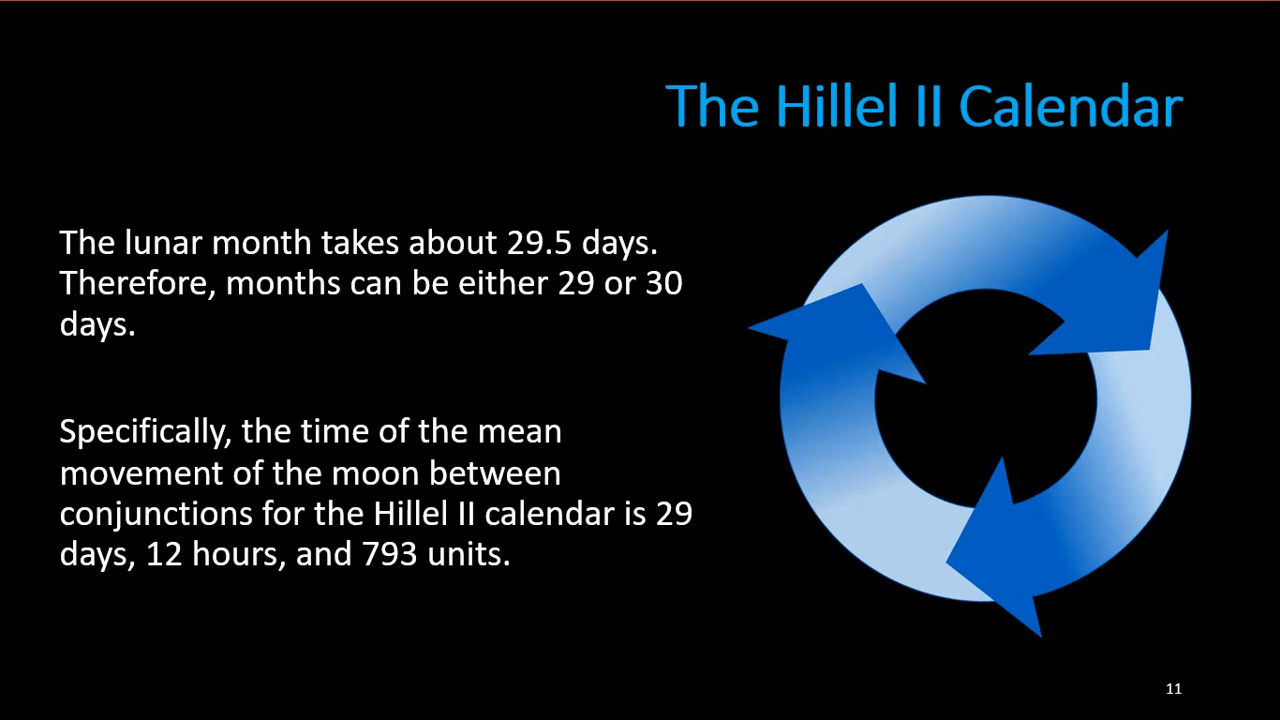 The Hillel II Calendar
The lunar month takes about 29.5 days.
Therefore, months can be either 29 or 30
days.
Specifically, the time of the mean
movement of the moon between
conjunctions for the Hillel II calendar is 29
days, 12 hours, and 793 units.
11